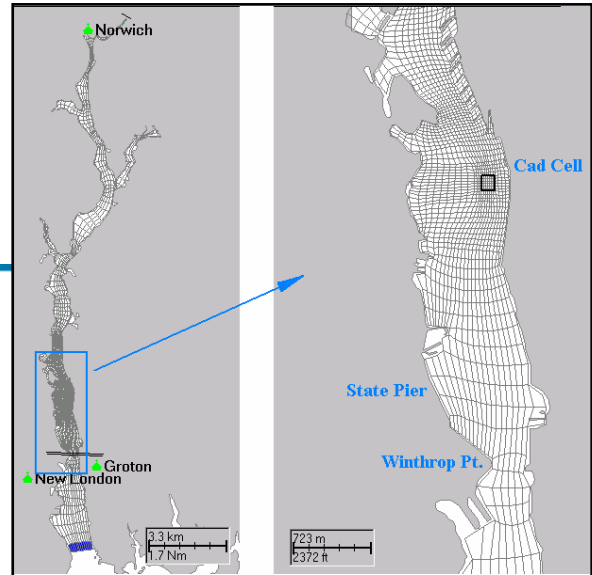 Norwich
Groton
New London
3.3 km
1.7 Nm
Cad Cell
State Pier
Winthrop Pt.
723 m
2372 ft